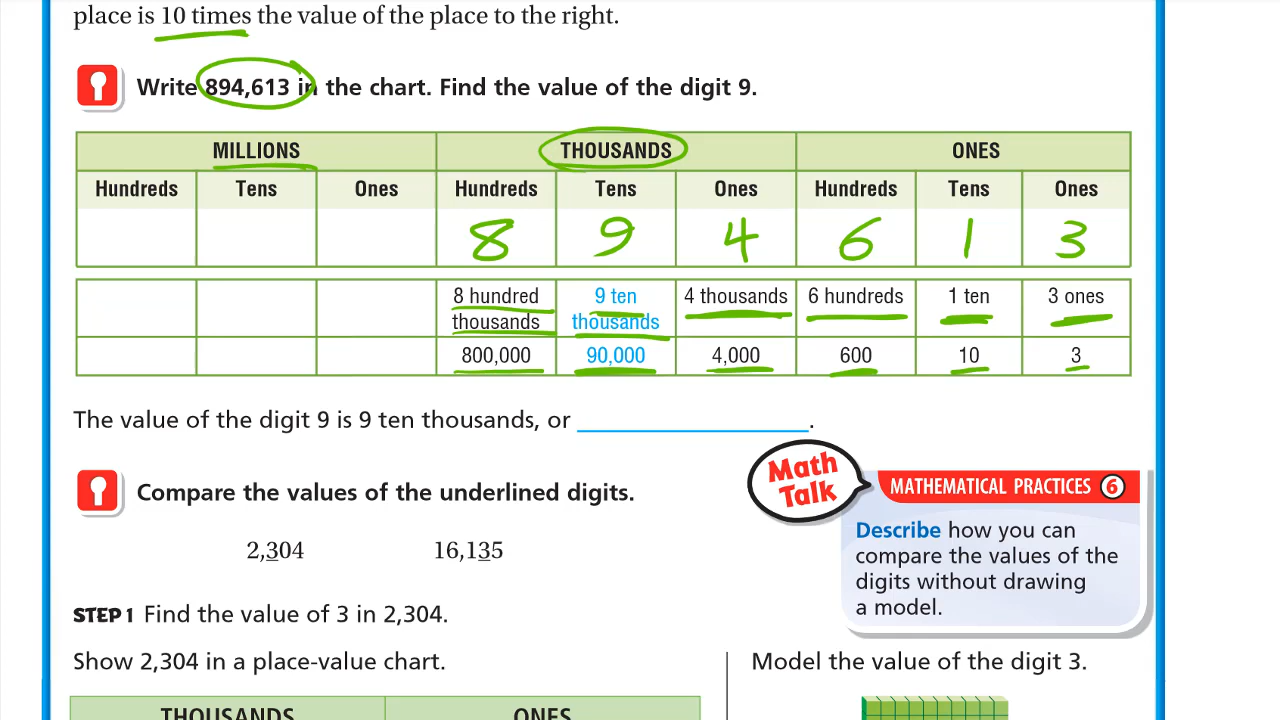 place is 10 times the value of the place to the right.
Write 894,613 in the chart. Find the value of the digit 9.
MILLIONS THOUSANDS ONES
Hundreds Tens Ones Hundreds Tens Ones Hundreds Tens Ones
8 9 4 6 1 3
8 hundred 9 ten 4 thousands 6 hundreds 1 ten 3 ones
thousands thousands
800,000 90,000 4,000 600 10 3
The value of the digit 9 is 9 ten thousands, or .
Compare the values of the underlined digits.
2,304 16,135
Math
Talk
MATHEMATICAL PRACTICES 6
Describe how you can
compare the values of the
digits without drawing
a model.
STEP 1 Find the value of 3 in 2,304.
Show 2,304 in a place-value chart.
Model the value of the digit 3.
THOUSANDS ONES